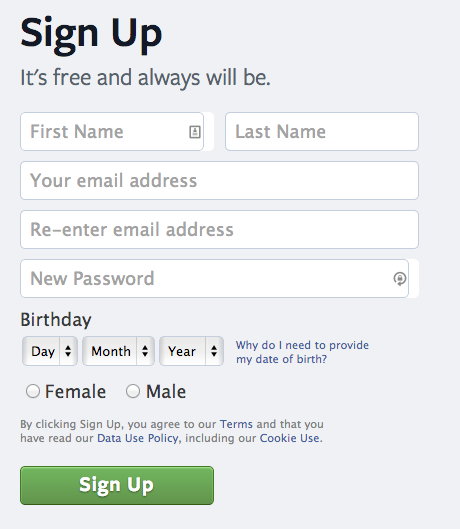 Sign Up
It's free and always will be.
First Name Last Name
Your email address
Re-enter email address
New Password
Birthday
Day Month Year Why do I need to provide
my date of birth?
Female Male
By clicking Sign Up, you agree to our Terms and that you
have read our Data Use Policy, including our Cookie Use.
Sign Up